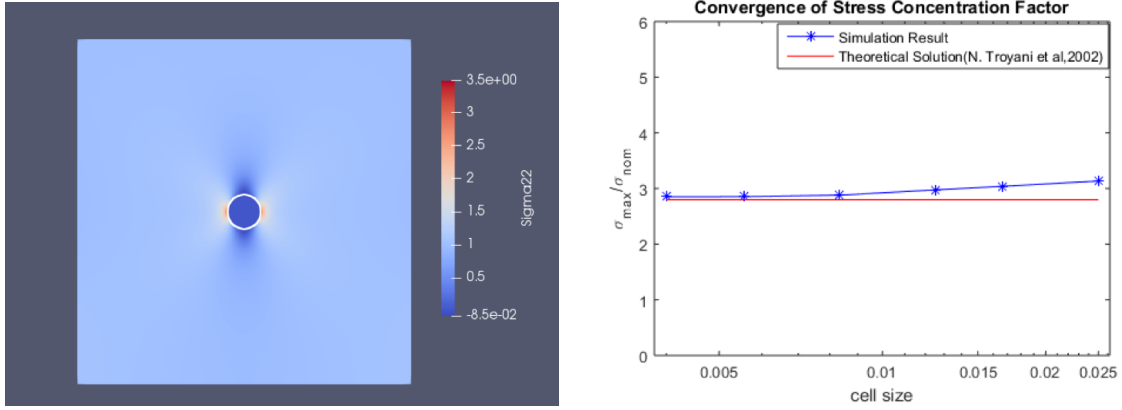 3.5e+00
3
2.5
2
1.5
1
0.5
-8.5e-02
Sigma22
Convergence of Stress Concentration Factor
Simulation Result
Theoretical Solution(N. Troyani et al,2002)
6
5
4
3
2
1
0
σmax/σnom
0.005
0.01
0.015
0.02
0.025
cell size